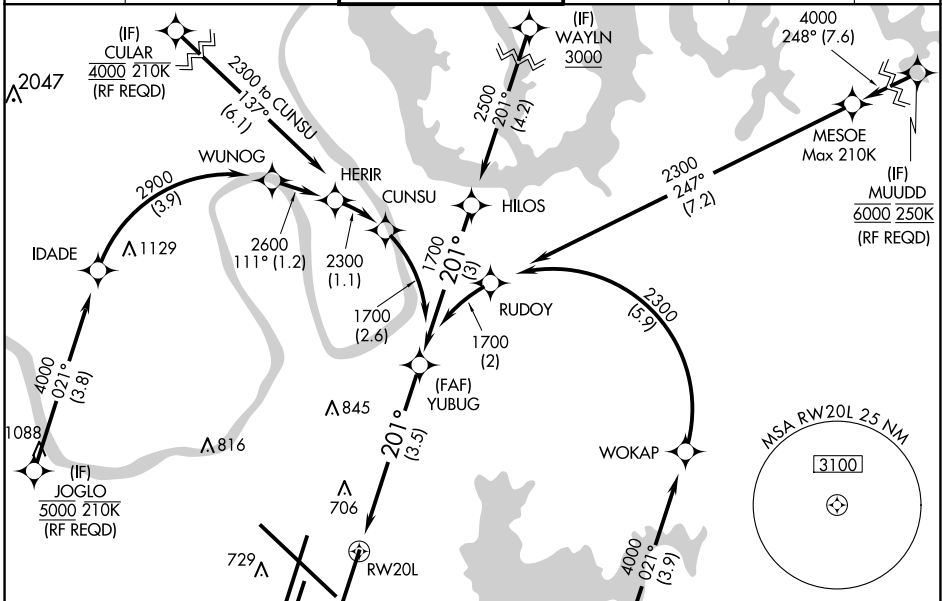 (IF)
CULAR
4000 210K
(RF REQD)
2047
2300 to CUNSU
137°
(6.1)
(IF)
WAYLN
3000
2500
201°
(4.2)
4000
248° (7.6)
MESOE
Max 210K
(IF)
MUUDD
6000 250K
(RF REQD)
2300
247°
(7.2)
WUNOG
HERIR
CUNSU
HILOS
2900
(3.9)
IDADE
1129
2600
111° (1.2)
2300
(1.1)
1700
201°
(3)
RUDOY
1700
(2.6)
1700
(2)
2300
(5.9)
4000
021°
(3.8)
(FAF)
YUBUG
845
201°
(3.5)
1088
816
(IF)
JOGLO
5000 210K
(RF REQD)
706
729
RW20L
WOKAP
4000
021°
(3.9)
MSA RW20L 25 NM
3100